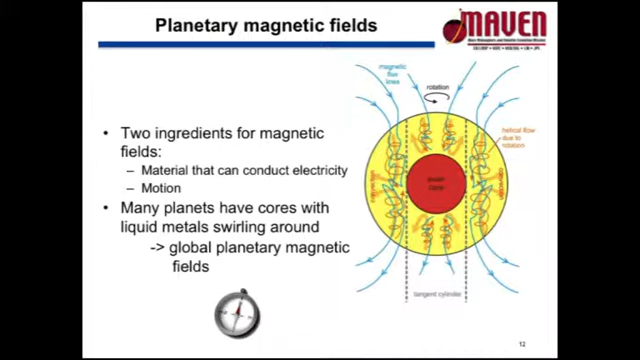 Planetary magnetic fields
MAVEN
• Two ingredients for magnetic
fields:
– Material that can conduct electricity
– Motion
• Many planets have cores with
liquid metals swirling around
-> global planetary magnetic
fields
magnetic
flux
lines
rotation
helical flow
due to
rotation
inner
core
convection
convection
tangent cylinder
12